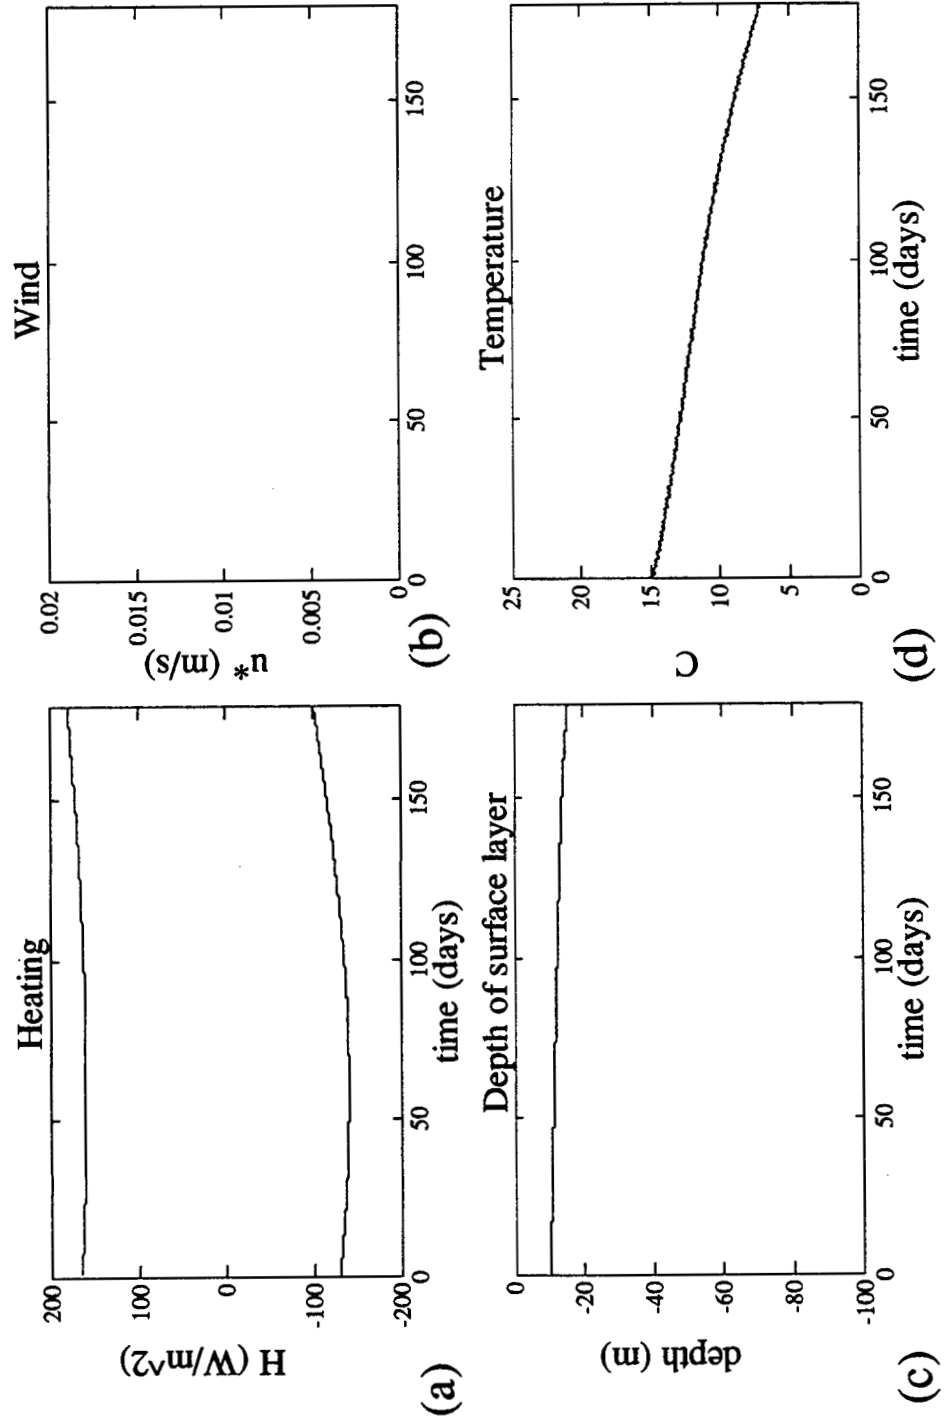 Heating
200
100
0
-100
-200
H (W/m^2)
0
50
100
150
time (days)
(a)
Wind
0.02
0.015
0.01
0.005
0
u* (m/s)
0
50
100
150
(b)
Depth of surface layer
0
-20
-40
-60
-80
-100
depth (m)
0
50
100
150
time (days)
(c)
Temperature
25
20
15
10
5
0
C
0
50
100
150
time (days)
(d)